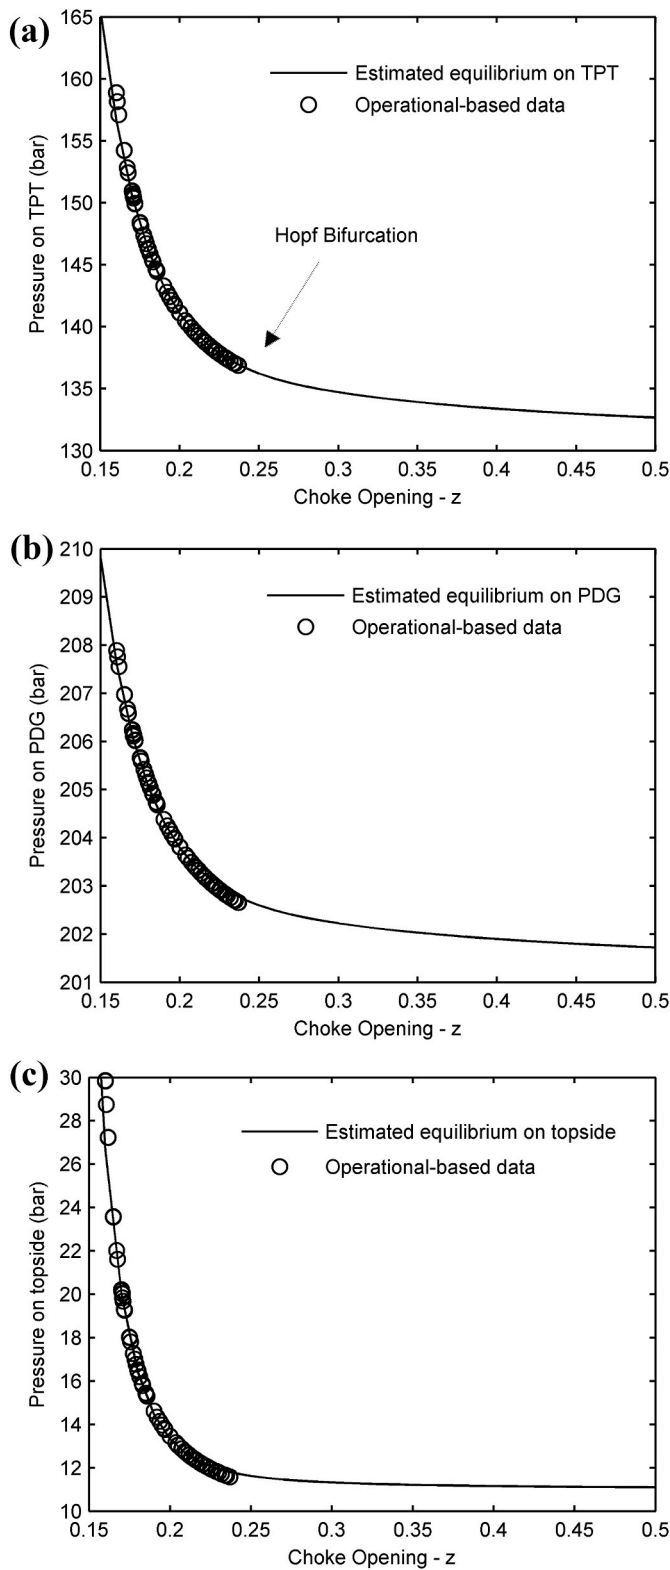 (a)
165
160
155
150
145
140
135
130
Pressure on TPT (bar)
Estimated equilibrium on TPT
Operational-based data
Hopf Bifurcation
0.15 0.2 0.25 0.3 0.35 0.4 0.45 0.5
Choke Opening - z
(b)
210
209
208
207
206
205
204
203
202
201
Pressure on PDG (bar)
Estimated equilibrium on PDG
Operational-based data
0.15 0.2 0.25 0.3 0.35 0.4 0.45 0.5
Choke Opening - z
(c)
30
28
26
24
22
20
18
16
14
12
10
Pressure on topside (bar)
Estimated equilibrium on topside
Operational-based data
0.15 0.2 0.25 0.3 0.35 0.4 0.45 0.5
Choke Opening - z